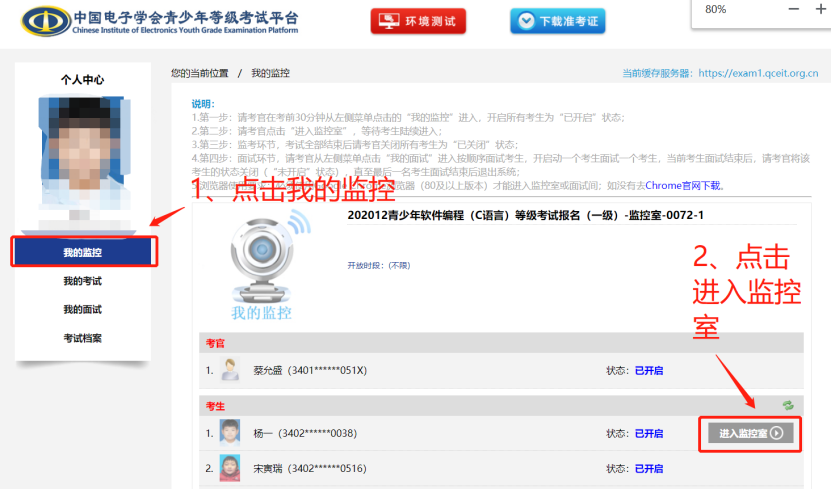 80%
中国电子学会青少年等级考试平台
Chinese Institute of Electronics Youth Grade Examination Platform
环境测试
下载准考证
个人中心
您的当前位置 / 我的监控
当前缓存服务器：https://exam1.qceit.org.cn
说明：
1.第一步：请考官在考前30分钟从左侧菜单点击的“我的监控”进入，开启所有考生为“已开启”状态；
2.第二步：请考官点击“进入监控室”，等待考生陆续进入；
3.第三步：监考环节，考试全部结束后请考官关闭所有考生为“已关闭”状态；
4.第四步：面试环节，请考官从左侧菜单点击“我的面试”进入按顺序面试考生，开启动一个考生面试一个考生，当前考生面试结束后，请考官将该
考生的状态关闭（“未开启”状态），直至最后一名考生面试结束后退出系统；
浏览器（80及以上版本）才能进入监控室或面试间；如没有去Chrome官网下载。
1、点击我的监控
202012青少年软件编程（C语言）等级考试报名（一级）-监控室-0072-1
我的监控
我的考试
我的面试
考试档案
开放时段：(不限)
我的监控
2、点击
进入监控
室
考官
1. 蔡允盛（3401******051X） 状态：已开启
考生
1. 杨一（3402******0038） 状态：已开启 进入监控室
2. 宋寅瑞（3402******0516） 状态：已开启